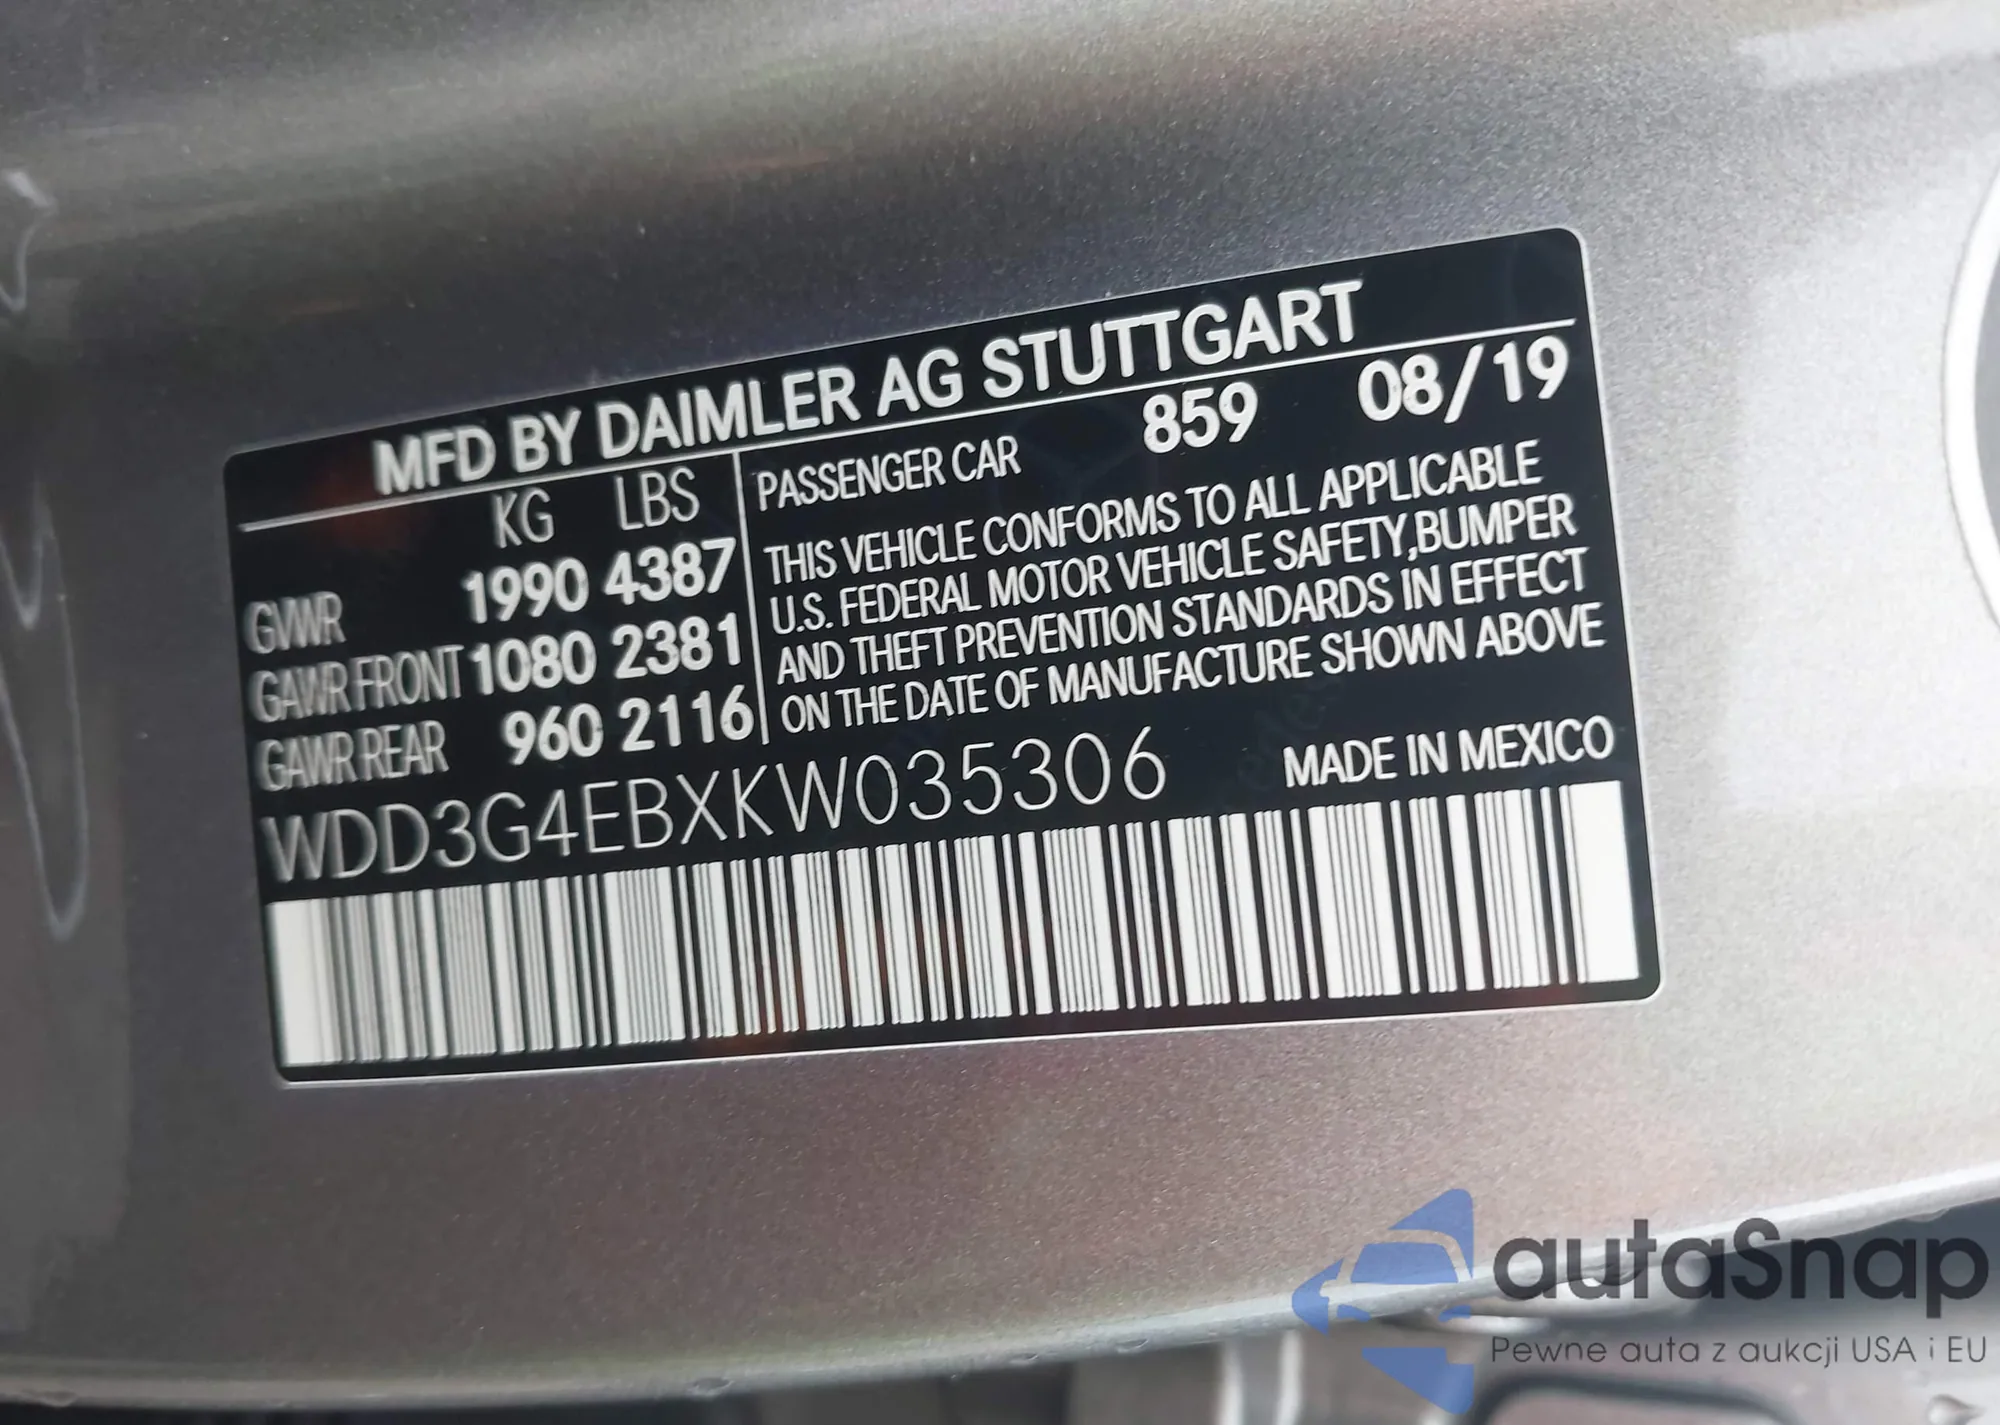 MFD BY DAIMLER AG STUTTGART
KG LBS
GVWR 1990 4387
GAWR FRONT 1080 2381
GAWR REAR 960 2116
PASSENGER CAR 859 08/19
THIS VEHICLE CONFORMS TO ALL APPLICABLE
U.S. FEDERAL MOTOR VEHICLE SAFETY,BUMPER
AND THEFT PREVENTION STANDARDS IN EFFECT
ON THE DATE OF MANUFACTURE SHOWN ABOVE
WDD3G4EBXKW035306 MADE IN MEXICO
autaSnap
Pewne auta z aukcji USA i EU